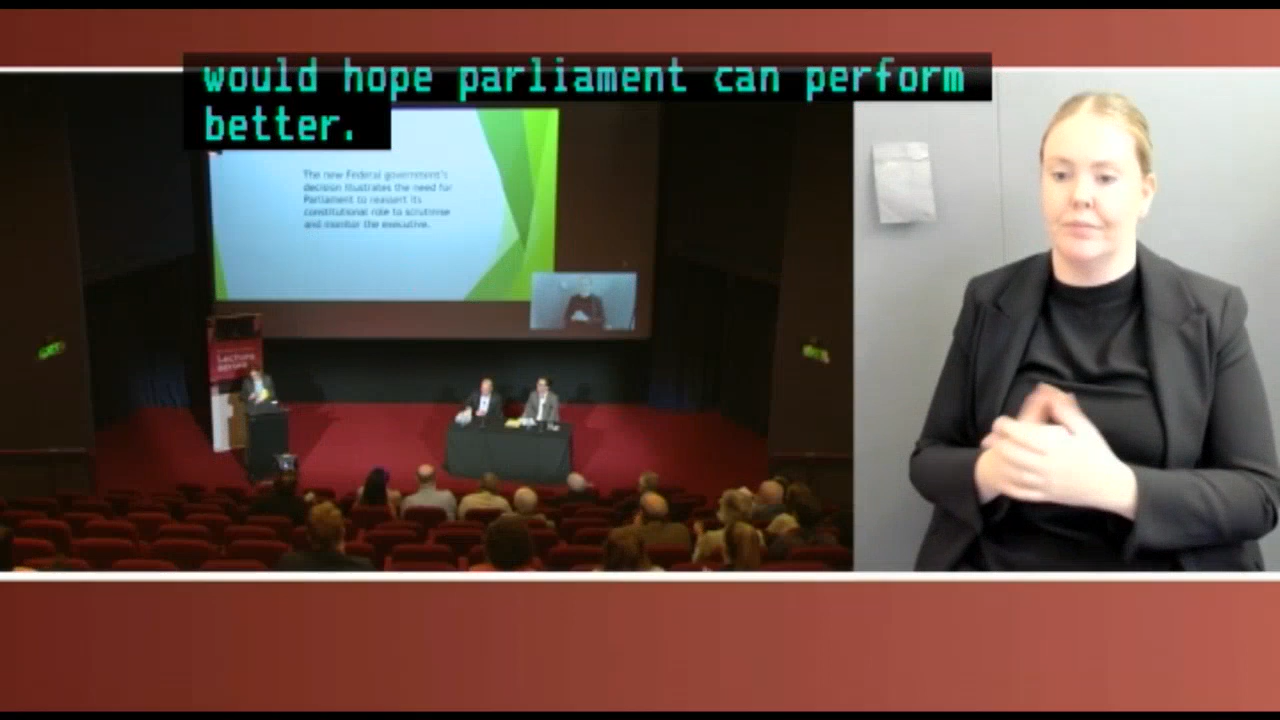 would hope parliament can perform
better.
The new Federal government's
decision illustrates the need for
Parliament to reassert its
constitutional role to scrutinise
and monitor the executive.
Lecture
series